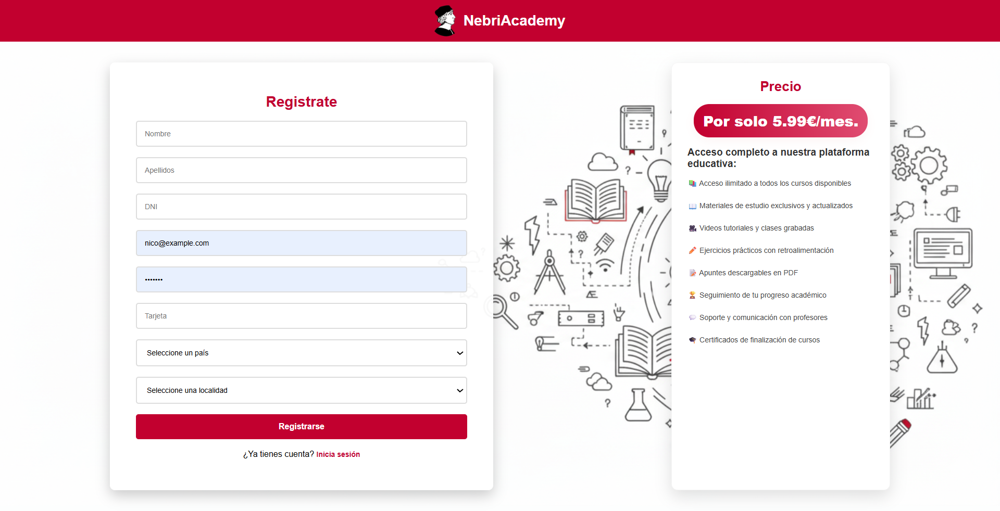 NebriAcademy
Registrate
Nombre
Apellidos
DNI
nico@example.com
•••••••
Tarjeta
Seleccione un país
Seleccione una localidad
Registrarse
¿Ya tienes cuenta? Inicia sesión
Precio
Por solo 5.99€/mes.
Acceso completo a nuestra plataforma
educativa:
📚 Acceso ilimitado a todos los cursos disponibles
📖 Materiales de estudio exclusivos y actualizados
🎥 Videos tutoriales y clases grabadas
✏️ Ejercicios prácticos con retroalimentación
📝 Apuntes descargables en PDF
🏆 Seguimiento de tu progreso académico
💬 Soporte y comunicación con profesores
🎓 Certificados de finalización de cursos